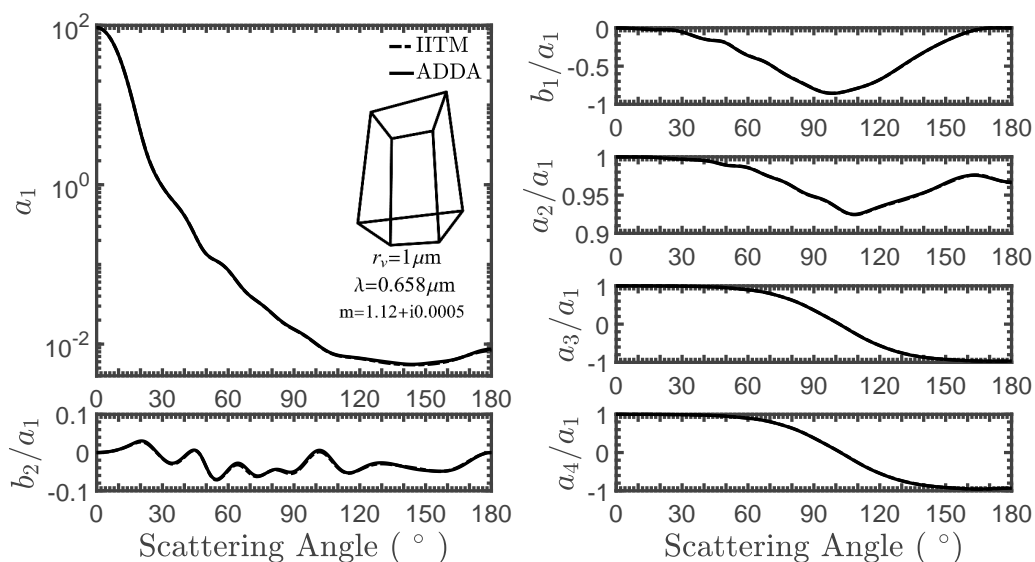 10^2
IITM
ADDA
a_1
10^0
r_v=1μm
λ=0.658μm
m=1.12+i0.0005
10^-2
0 30 60 90 120 150 180
0.1
b_2/a_1
0
-0.1
0 30 60 90 120 150 180
Scattering Angle ( ° )
0
b_1/a_1
-0.5
-1
0 30 60 90 120 150 180
1
a_2/a_1
0.95
0.9
0 30 60 90 120 150 180
1
a_3/a_1
0
-1
0 30 60 90 120 150 180
1
a_4/a_1
0
-1
0 30 60 90 120 150 180
Scattering Angle ( ° )